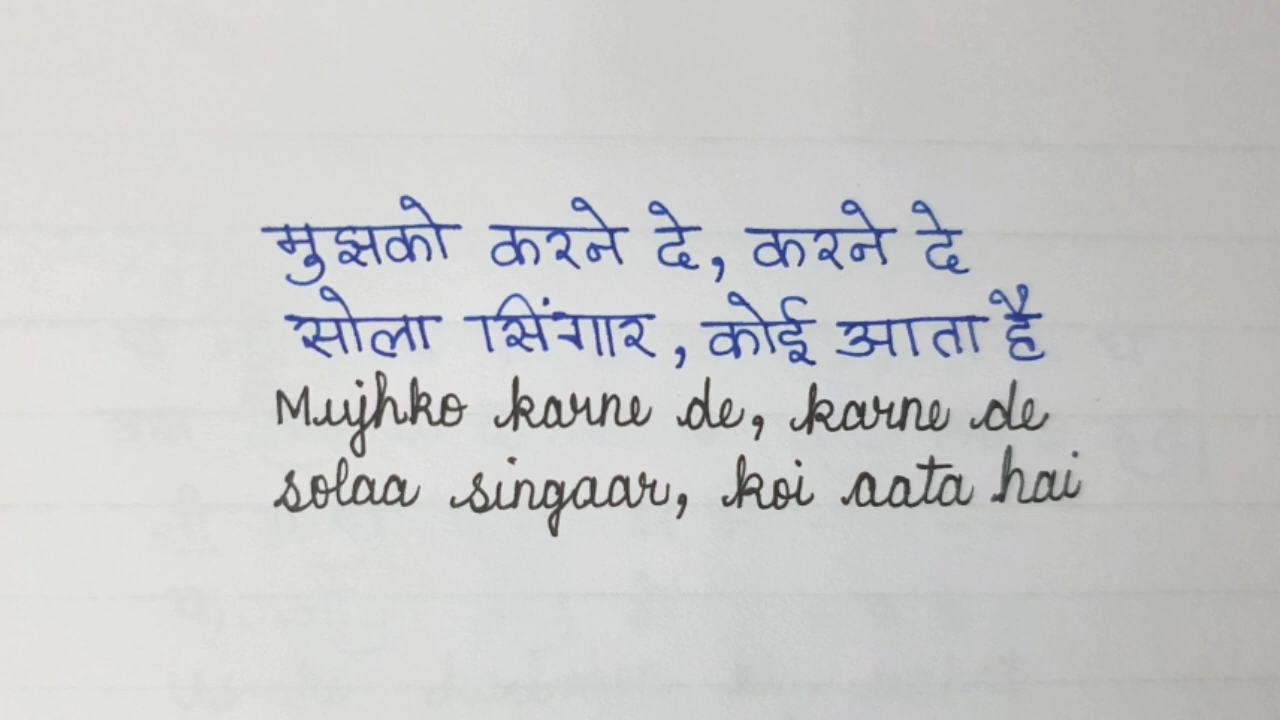 मुझको करने दे, करने दे
सोला सिंगार, कोई आता है
Mujhko karne de, karne de
solaa singaar, koi aata hai